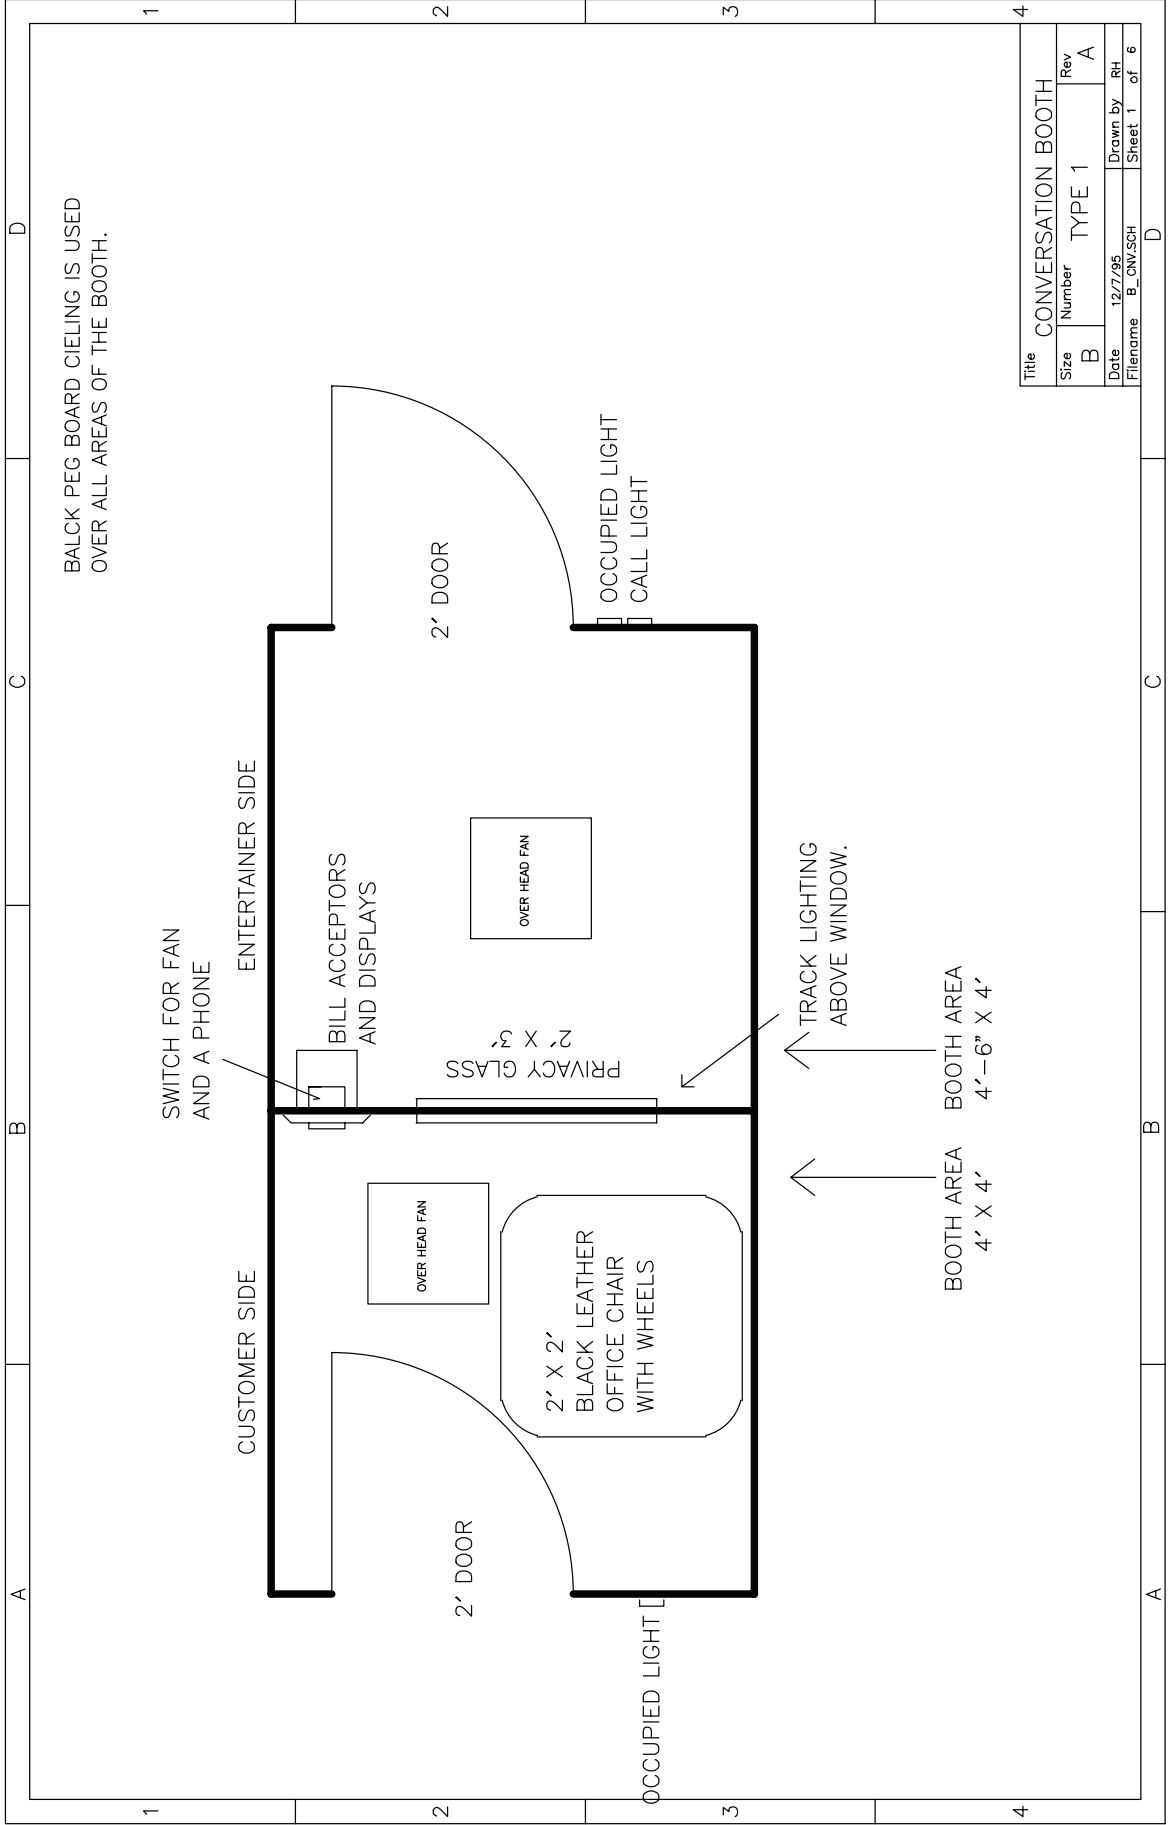 A
B
C
D
1
2
3
4
1
2
3
4
A
B
C
D
BALCK PEG BOARD CIELING IS USED
OVER ALL AREAS OF THE BOOTH.
SWITCH FOR FAN
AND A PHONE
CUSTOMER SIDE
ENTERTAINER SIDE
BILL ACCEPTORS
AND DISPLAYS
OVER HEAD FAN
OVER HEAD FAN
PRIVACY GLASS
2' X 3'
2' DOOR
2' DOOR
2' X 2'
BLACK LEATHER
OFFICE CHAIR
WITH WHEELS
OCCUPIED LIGHT
CALL LIGHT
OCCUPIED LIGHT
TRACK LIGHTING
ABOVE WINDOW.
BOOTH AREA
4' X 4'
BOOTH AREA
4'-6" X 4'
Title
CONVERSATION BOOTH
Size
B
Number
TYPE 1
Rev
A
Date 12/7/95
Drawn by RH
Filename B_CNV.SCH
Sheet 1 of 6